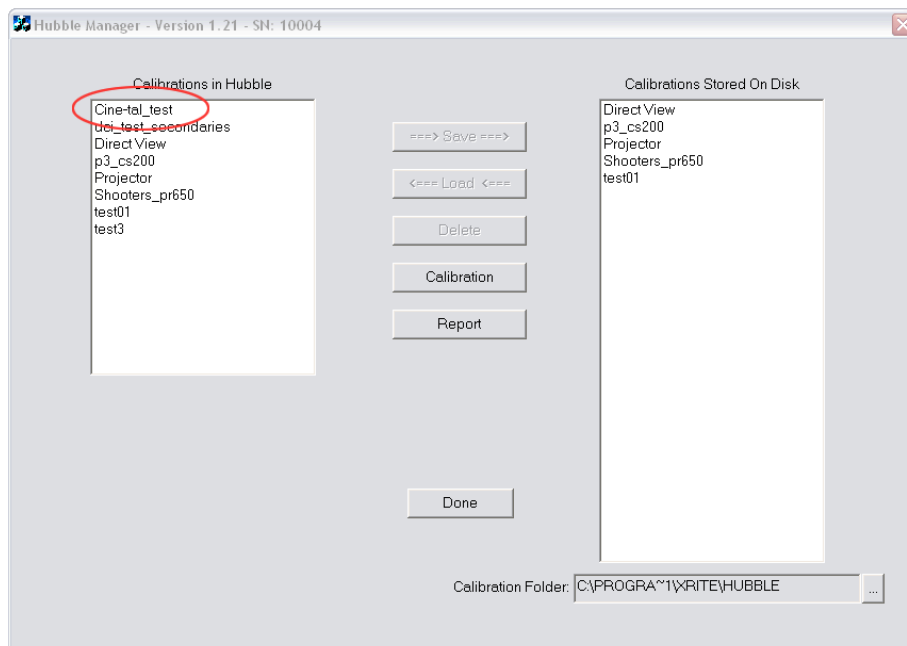 Hubble Manager - Version 1.21 - SN: 10004
Calibrations in Hubble
Cine-tal_test
dci_test_secondaries
Direct View
p3_cs200
Projector
Shooters_pr650
test01
test3
===> Save ===>
<=== Load <===
Delete
Calibration
Report
Done
Calibrations Stored On Disk
Direct View
p3_cs200
Projector
Shooters_pr650
test01
Calibration Folder: C:\PROGRA~1\XRITE\HUBBLE ...